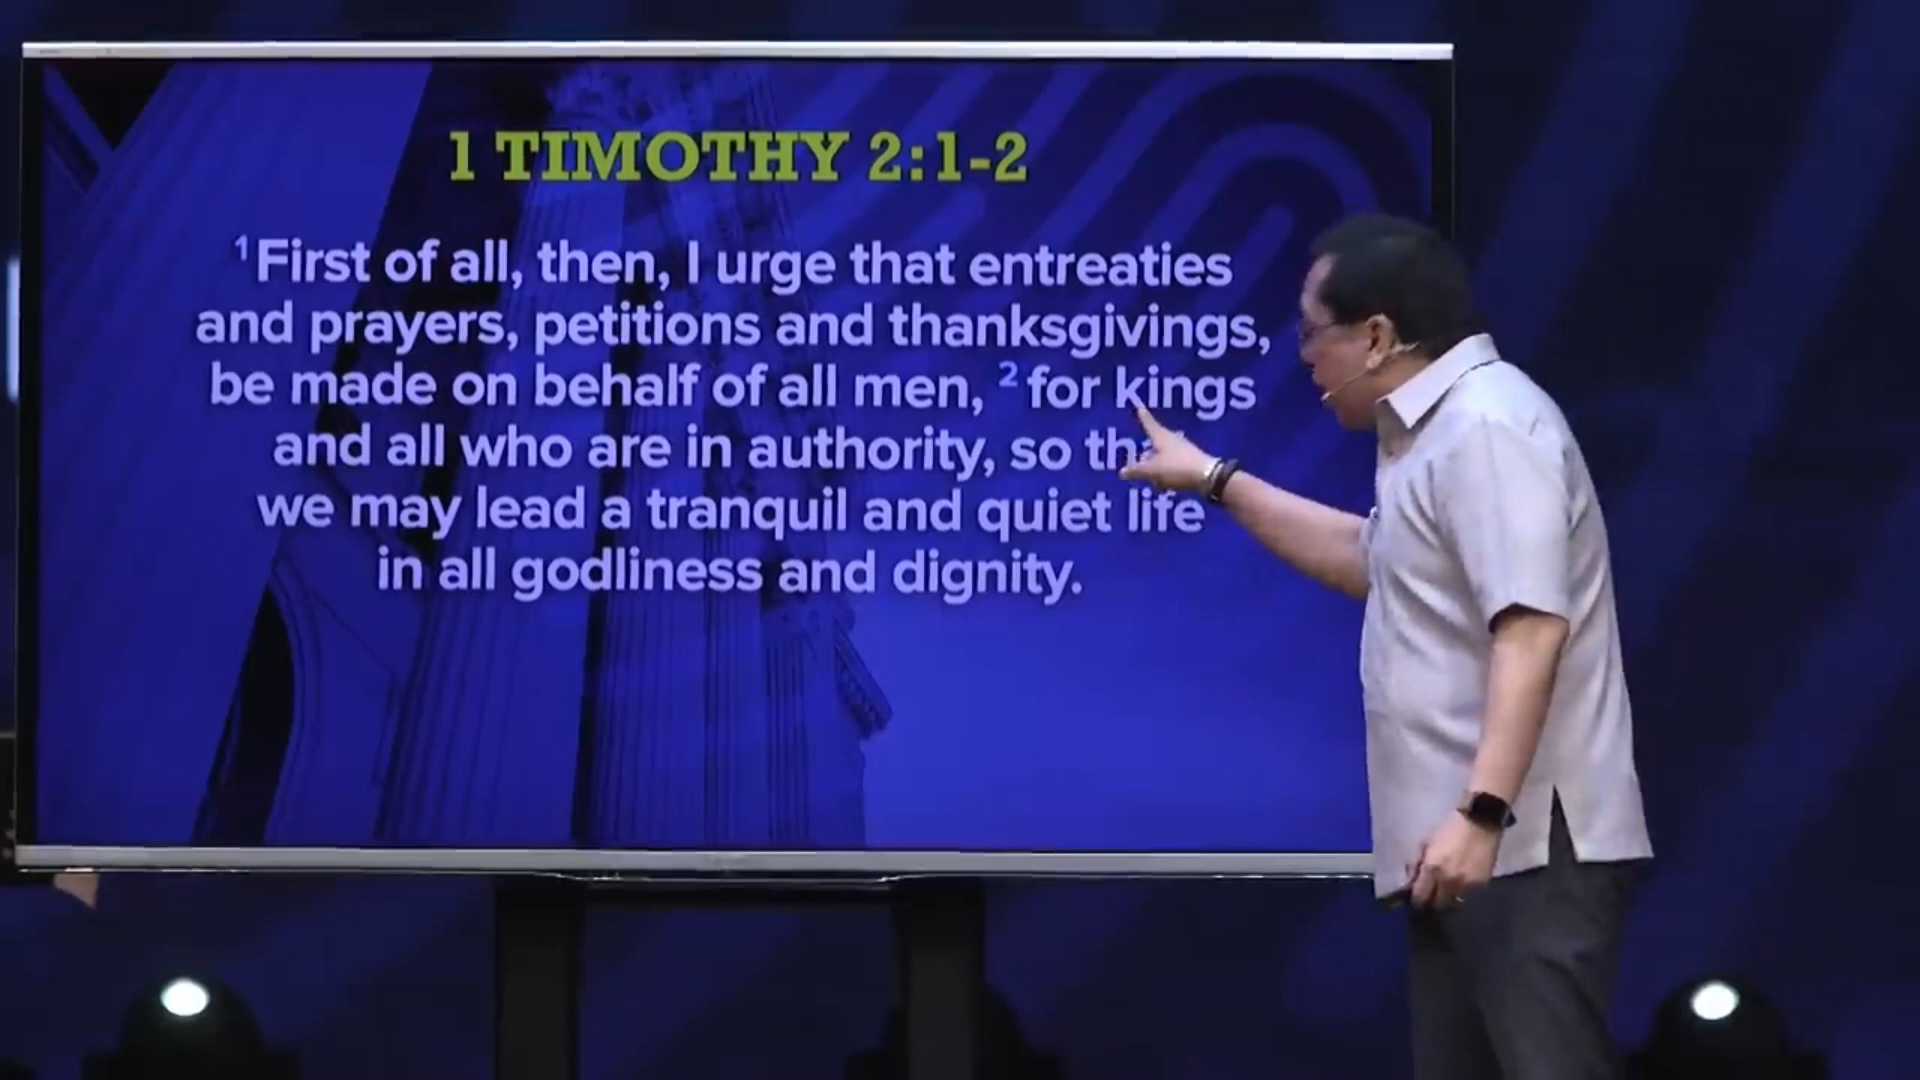 1 TIMOTHY 2:1-2
1 First of all, then, I urge that entreaties
and prayers, petitions and thanksgivings,
be made on behalf of all men, 2 for kings
and all who are in authority, so that
we may lead a tranquil and quiet life
in all godliness and dignity.